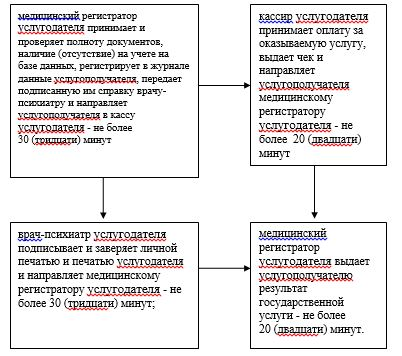 медицинский регистратор
услугодателя принимает и
проверяет полноту документов,
наличие (отсутствие) на учете на
базе данных, регистрирует в журнале
данные услугополучателя, передает
подписанную им справку врачу-
психиатру и направляет
услугополучателя в кассу
услугодателя - не более
30 (тридцати) минут
кассир услугодателя
принимает оплату за
оказываемую услугу,
выдает чек и
направляет
услугополучателя
медицинскому
регистратору
услугодателя - не
более 20 (двадцати)
минут
врач-психиатр услугодателя
подписывает и заверяет личной
печатью и печатью услугодателя
и направляет медицинскому
регистратору услугодателя - не
более 30 (тридцати) минут;
медицинский
регистратор
услугодателя выдает
услугополучателю
результат
государственной
услуги - не более
20 (двадцати) минут.